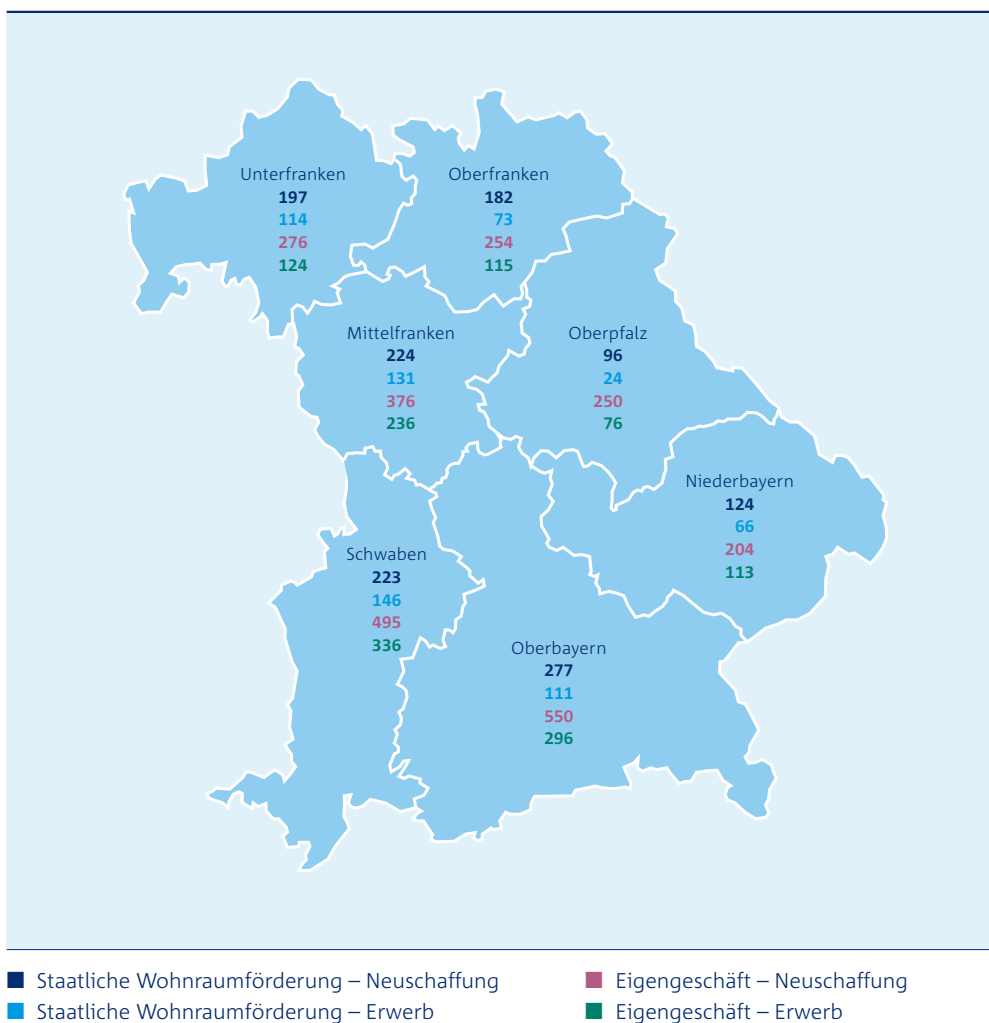 Unterfranken
197
114
276
124
Oberfranken
182
73
254
115
Mittelfranken
224
131
376
236
Oberpfalz
96
24
250
76
Niederbayern
124
66
204
113
Schwaben
223
146
495
336
Oberbayern
277
111
550
296
Staatliche Wohnraumförderung – Neuschaffung
Staatliche Wohnraumförderung – Erwerb
Eigengeschäft – Neuschaffung
Eigengeschäft – Erwerb